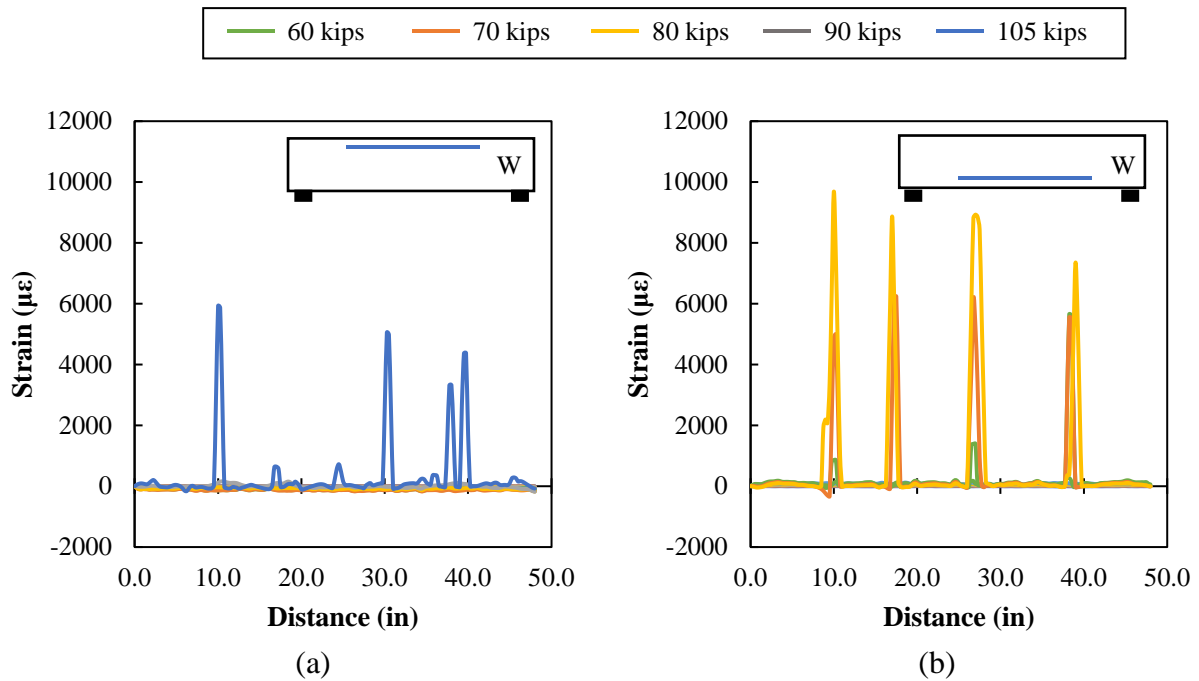 60 kips 70 kips 80 kips 90 kips 105 kips
12000
10000
8000
6000
4000
2000
0
-2000
Strain (µε)
W
0.0 10.0 20.0 30.0 40.0 50.0
Distance (in)
(a)
12000
10000
8000
6000
4000
2000
0
-2000
Strain (µε)
W
0.0 10.0 20.0 30.0 40.0 50.0
Distance (in)
(b)